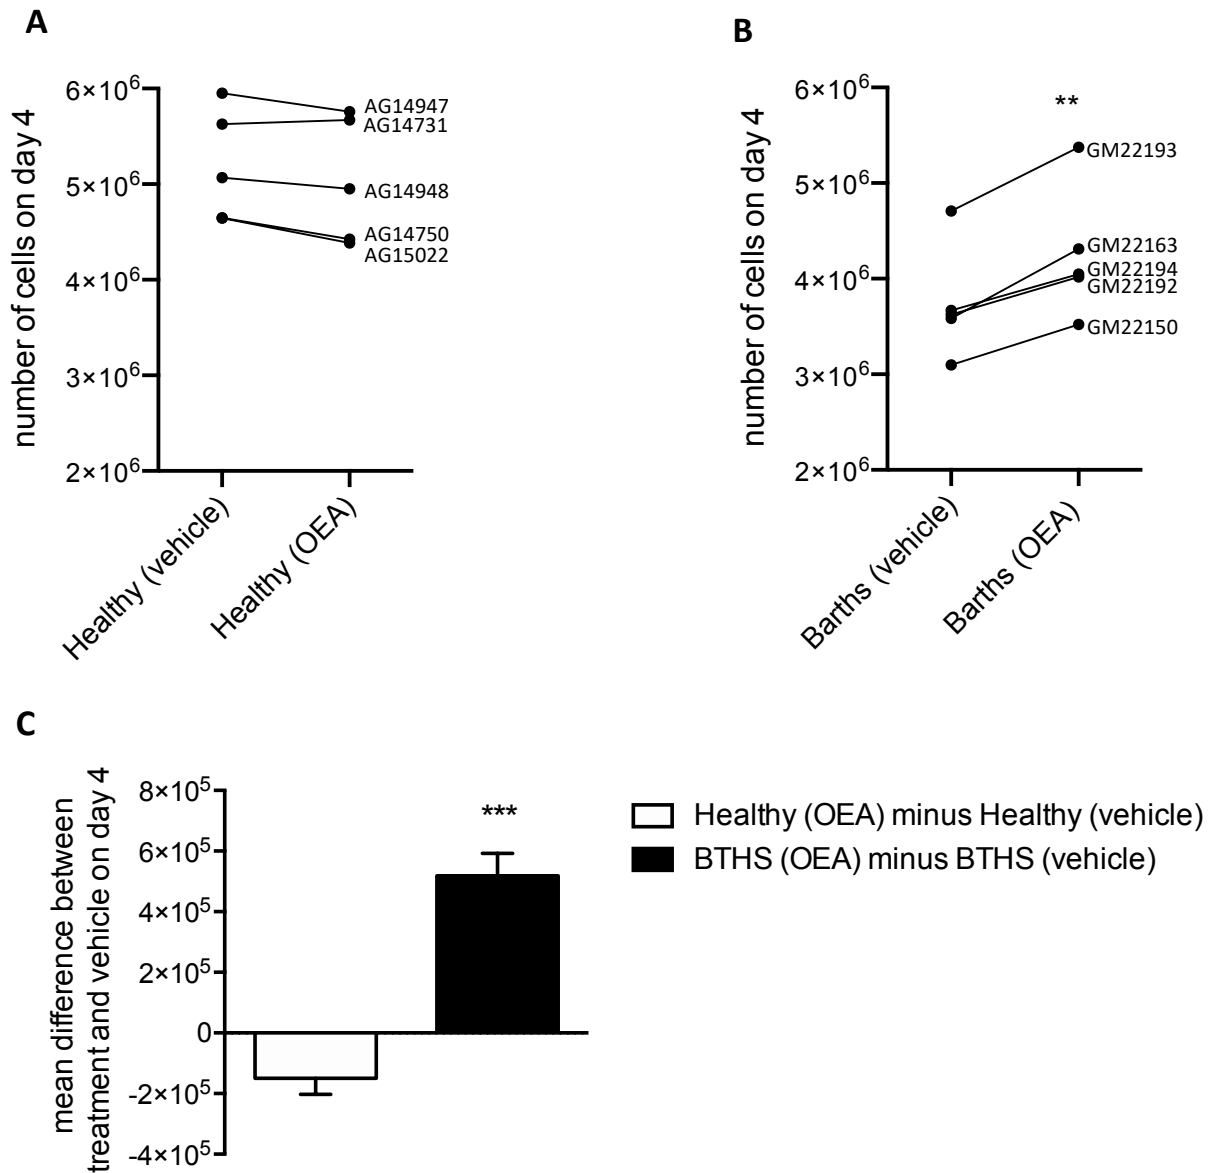 A
number of cells on day 4
6×10⁶
5×10⁶
4×10⁶
3×10⁶
2×10⁶
AG14947
AG14731
AG14948
AG14750
AG15022
Healthy (vehicle)
Healthy (OEA)
B
number of cells on day 4
6×10⁶
5×10⁶
4×10⁶
3×10⁶
2×10⁶
**
GM22193
GM22163
GM22194
GM22192
GM22150
Barths (vehicle)
Barths (OEA)
C
mean difference between
treatment and vehicle on day 4
8×10⁵
6×10⁵
4×10⁵
2×10⁵
0
-2×10⁵
-4×10⁵
***
Healthy (OEA) minus Healthy (vehicle)
BTHS (OEA) minus BTHS (vehicle)